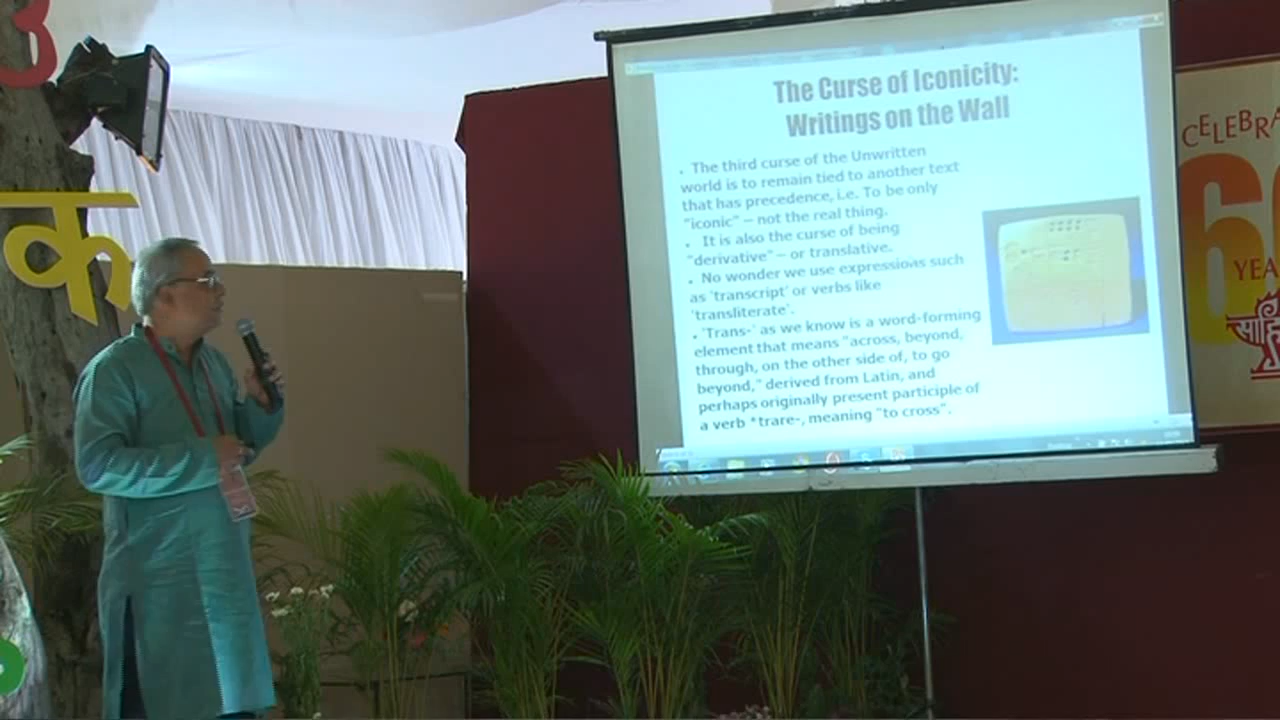 उ
क
The Curse of Iconicity:
Writings on the Wall
• The third curse of the Unwritten
world is to remain tied to another text
that has precedence, i.e. To be only
"iconic" – not the real thing.
• It is also the curse of being
"derivative" – or translative.
• No wonder we use expressions such
as 'transcript' or verbs like
'transliterate'.
• 'Trans-' as we know is a word-forming
element that means "across, beyond,
through, on the other side of, to go
beyond," derived from Latin, and
perhaps originally present participle of
a verb *trare-, meaning "to cross".
CELEBRA
60
YEA